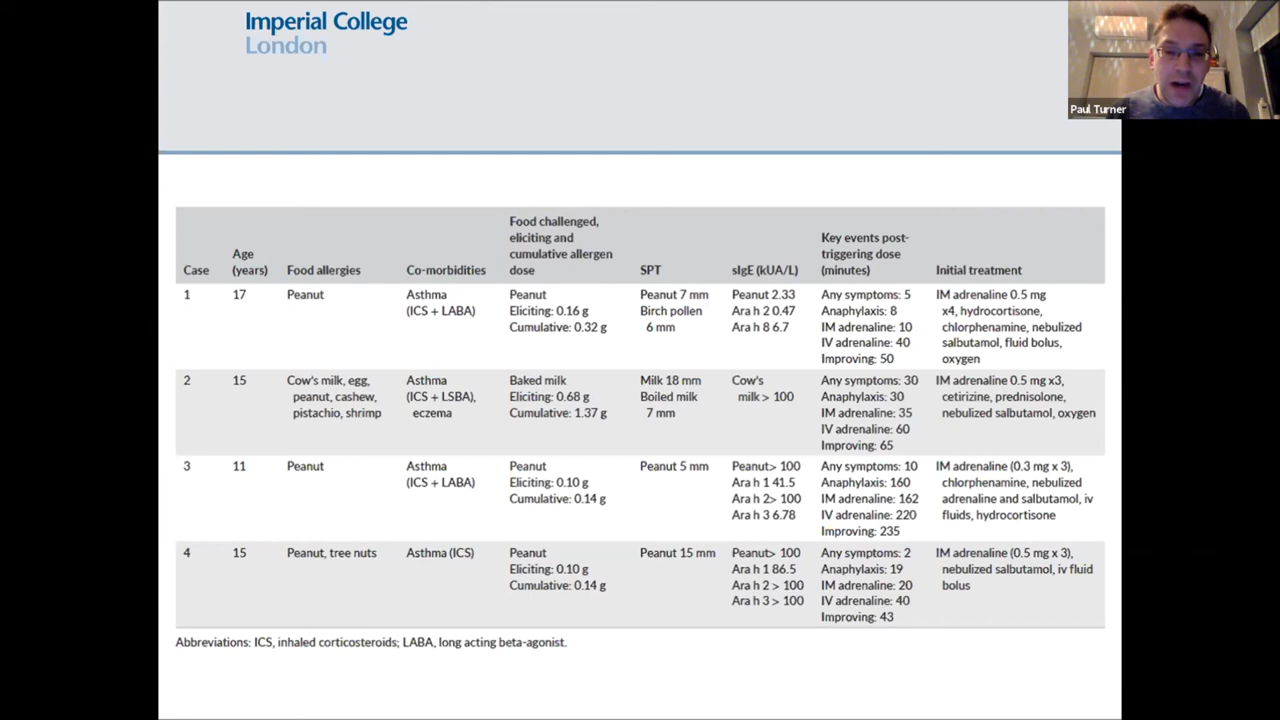 Imperial College
London
Paul Turner
Case
Age
(years)
Food allergies
Co-morbidities
Food challenged,
eliciting and
cumulative allergen
dose
SPT
sIgE (kUA/L)
Key events post-
triggering dose
(minutes)
Initial treatment
1
17
Peanut
Asthma
(ICS + LABA)
Peanut
Eliciting: 0.16 g
Cumulative: 0.32 g
Peanut 7 mm
Birch pollen
6 mm
Peanut 2.33
Ara h 2 0.47
Ara h 8 6.7
Any symptoms: 5
Anaphylaxis: 8
IM adrenaline: 10
IV adrenaline: 40
Improving: 50
IM adrenaline 0.5 mg
x4, hydrocortisone,
chlorphenamine, nebulized
salbutamol, fluid bolus,
oxygen
2
15
Cow's milk, egg,
peanut, cashew,
pistachio, shrimp
Asthma
(ICS + LSBA),
eczema
Baked milk
Eliciting: 0.68 g
Cumulative: 1.37 g
Milk 18 mm
Boiled milk
7 mm
Cow's
milk > 100
Any symptoms: 30
Anaphylaxis: 30
IM adrenaline: 35
IV adrenaline: 60
Improving: 65
IM adrenaline 0.5 mg x3,
cetirizine, prednisolone,
nebulized salbutamol, oxygen
3
11
Peanut
Asthma
(ICS + LABA)
Peanut
Eliciting: 0.10 g
Cumulative: 0.14 g
Peanut 5 mm
Peanut> 100
Ara h 1 41.5
Ara h 2> 100
Ara h 3 6.78
Any symptoms: 10
Anaphylaxis: 160
IM adrenaline: 162
IV adrenaline: 220
Improving: 235
IM adrenaline (0.3 mg x 3),
chlorphenamine, nebulized
adrenaline and salbutamol, iv
fluids, hydrocortisone
4
15
Peanut, tree nuts
Asthma (ICS)
Peanut
Eliciting: 0.10 g
Cumulative: 0.14 g
Peanut 15 mm
Peanut> 100
Ara h 1 86.5
Ara h 2 > 100
Ara h 3 > 100
Any symptoms: 2
Anaphylaxis: 19
IM adrenaline: 20
IV adrenaline: 40
Improving: 43
IM adrenaline (0.5 mg x 3),
nebulized salbutamol, iv fluid
bolus
Abbreviations: ICS, inhaled corticosteroids; LABA, long acting beta-agonist.